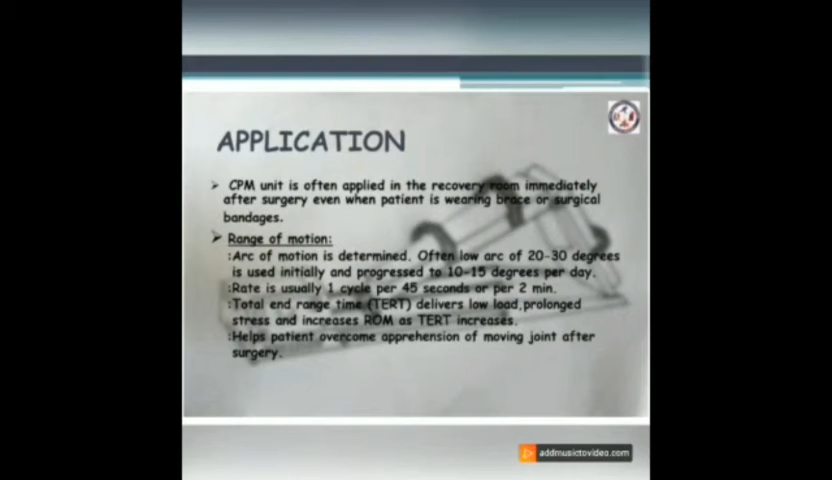 APPLICATION
➢ CPM unit is often applied in the recovery room immediately
after surgery even when patient is wearing brace or surgical
bandages.
➢ Range of motion:
:Arc of motion is determined. Often low arc of 20-30 degrees
is used initially and progressed to 10-15 degrees per day.
:Rate is usually 1 cycle per 45 seconds or per 2 min.
:Total end range time (TERT) delivers low load,prolonged
stress and increases ROM as TERT increases.
:Helps patient overcome apprehension of moving joint after
surgery.
addmusictovideo.com